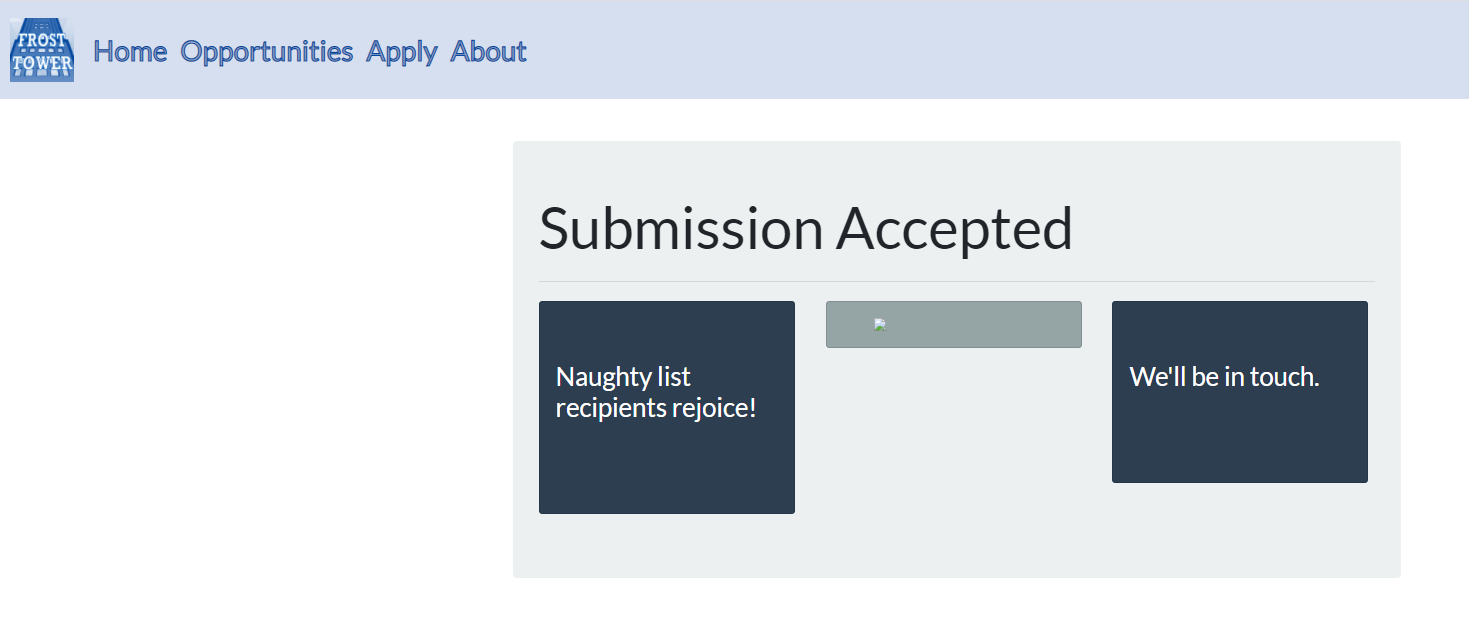 FROST
TOWER
Home Opportunities Apply About
Submission Accepted
Naughty list
recipients rejoice!
We'll be in touch.